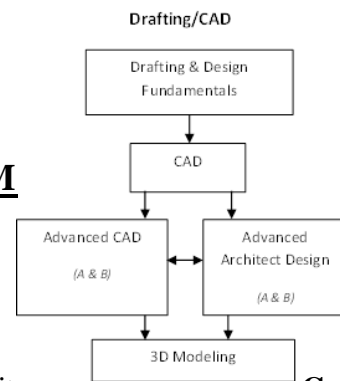 Drafting/CAD
Drafting & Design
Fundamentals
M
CAD
Advanced CAD
(A & B)
Advanced
Architect Design
(A & B)
3D Modeling